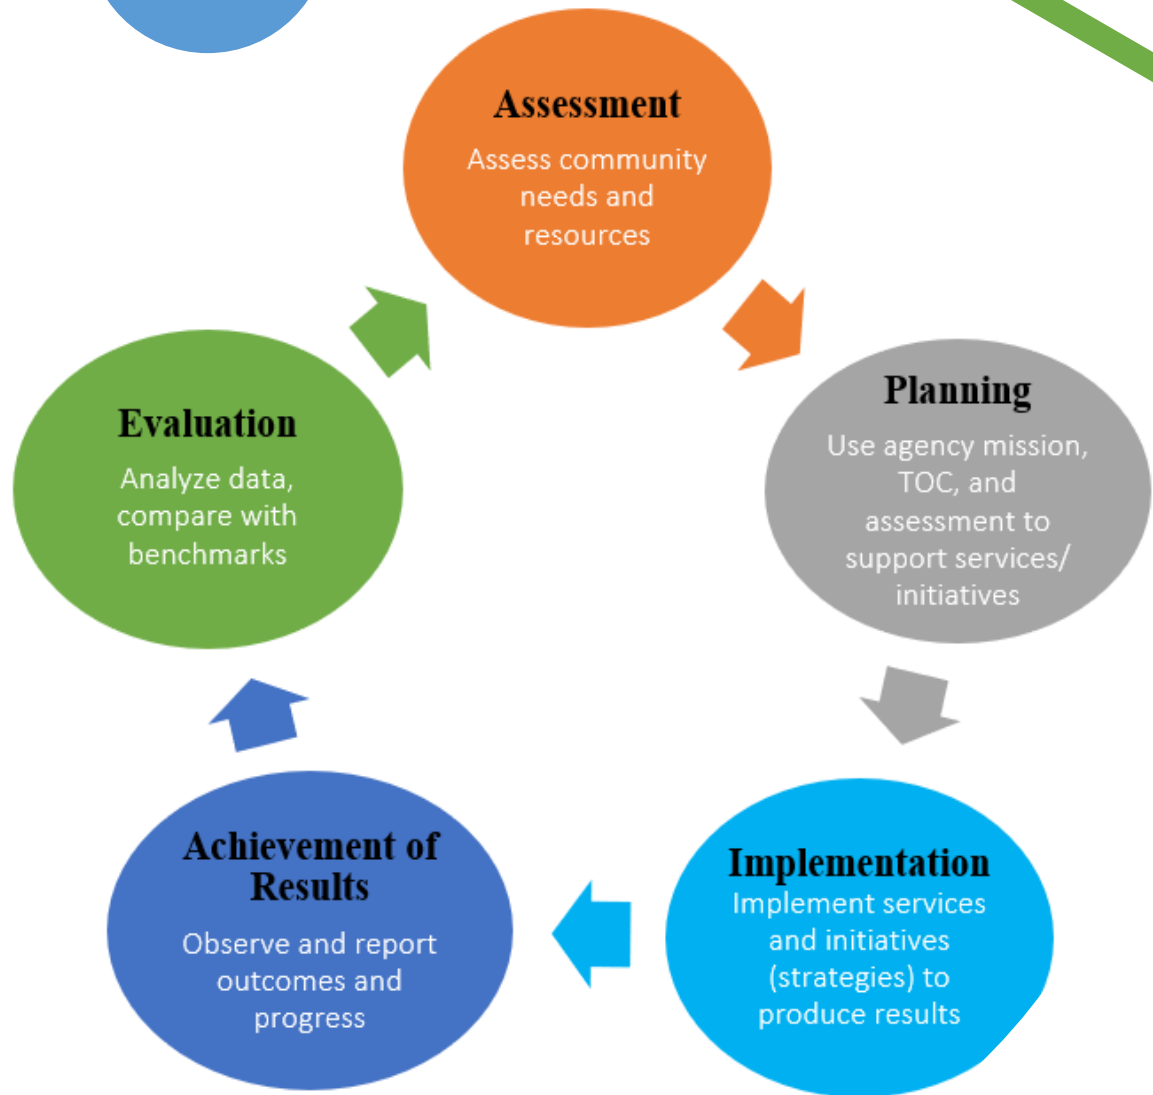 Assessment
Assess community
needs and
resources
Planning
Use agency mission,
TOC, and
assessment to
support services/
initiatives
Implementation
Implement services
and initiatives
(strategies) to
produce results
Achievement of
Results
Observe and report
outcomes and
progress
Evaluation
Analyze data,
compare with
benchmarks